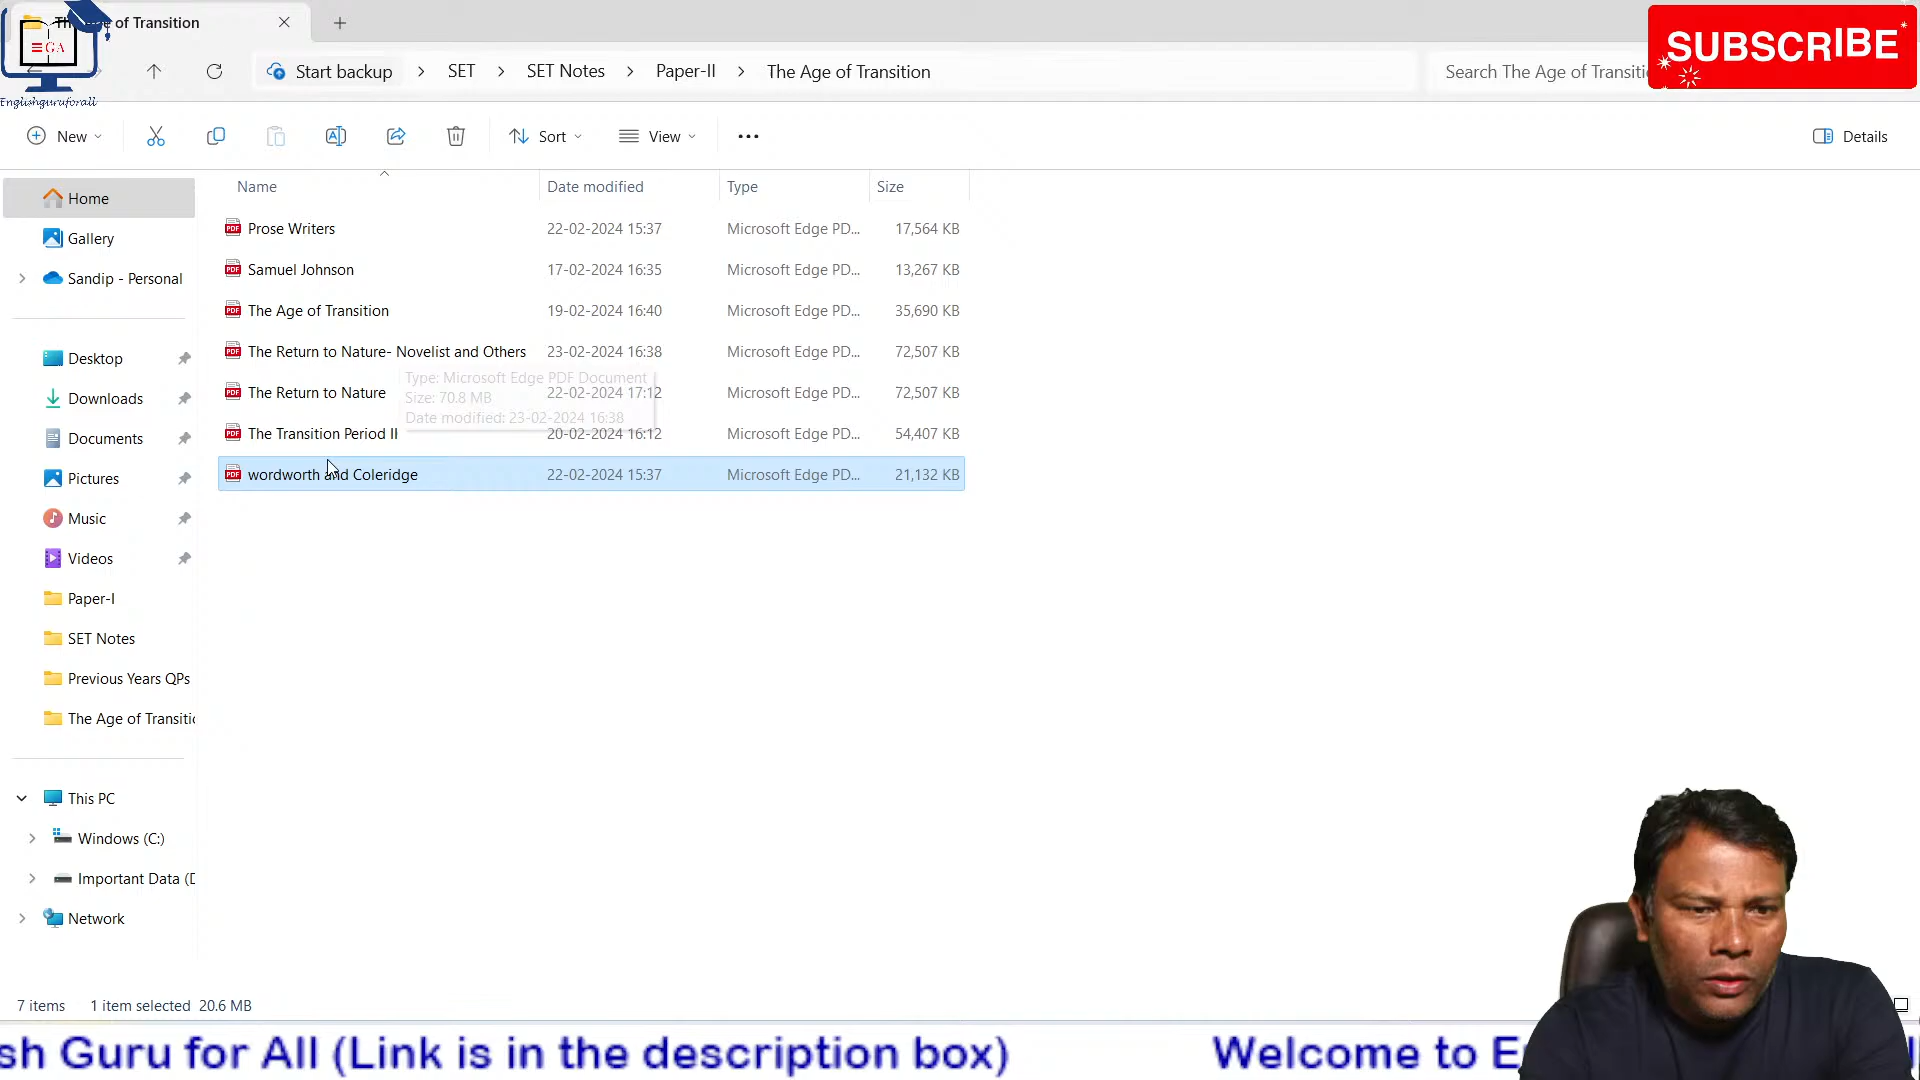 The Age of Transition
≡GA
Englishguruforall
SUBSCRIBE
Start backup > SET > SET Notes > Paper-II > The Age of Transition
Search The Age of Transiti
New
Sort
View
Details
Name Date modified Type Size
Home
Gallery
Sandip - Personal
Desktop
Downloads
Documents
Pictures
Music
Videos
Paper-I
SET Notes
Previous Years QPs
The Age of Transitic
This PC
Windows (C:)
Important Data (D
Network
Prose Writers 22-02-2024 15:37 Microsoft Edge PD... 17,564 KB
Samuel Johnson 17-02-2024 16:35 Microsoft Edge PD... 13,267 KB
The Age of Transition 19-02-2024 16:40 Microsoft Edge PD... 35,690 KB
The Return to Nature- Novelist and Others 23-02-2024 16:38 Microsoft Edge PD... 72,507 KB
The Return to Nature 22-02-2024 17:12 Microsoft Edge PD... 72,507 KB
The Transition Period II 20-02-2024 16:12 Microsoft Edge PD... 54,407 KB
wordworth and Coleridge 22-02-2024 15:37 Microsoft Edge PD... 21,132 KB
Type: Microsoft Edge PDF Document
Size: 70.8 MB
Date modified: 23-02-2024 16:38
7 items 1 item selected 20.6 MB
sh Guru for All (Link is in the description box) Welcome to E